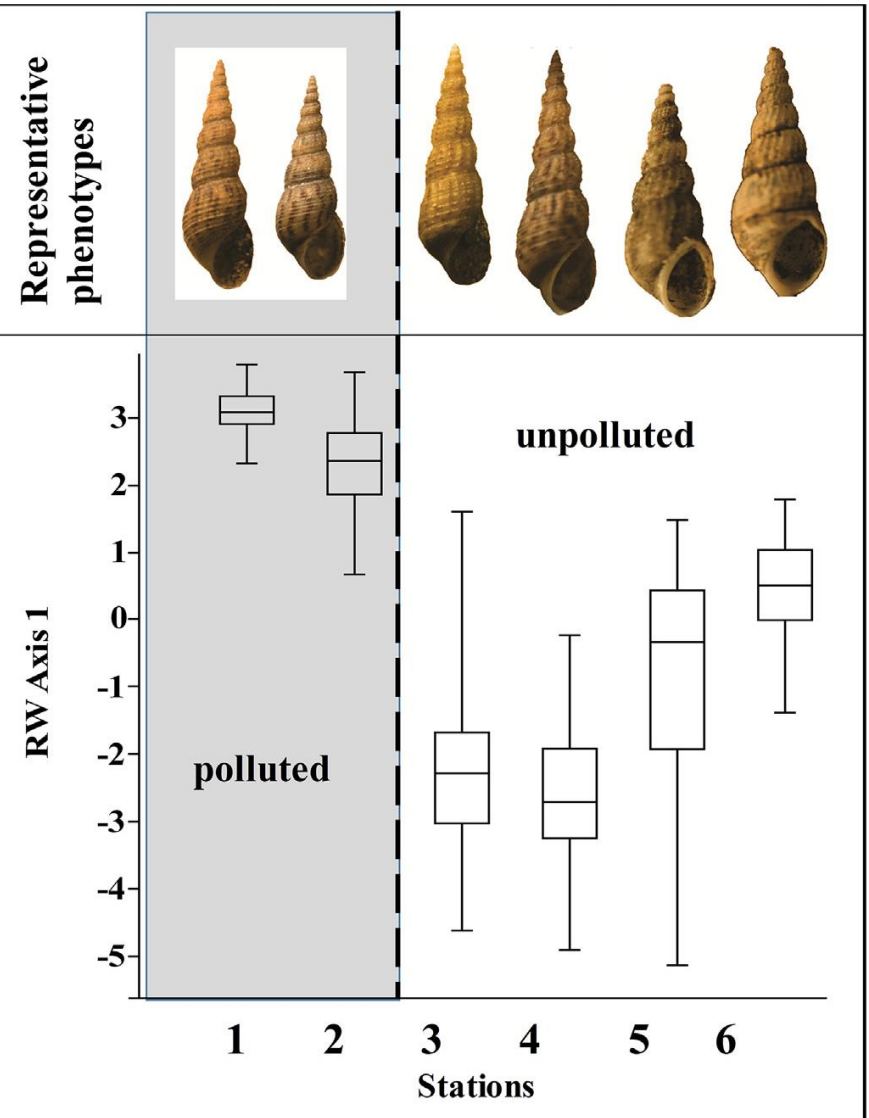 Representative
phenotypes
RW Axis 1
3
2
1
0
-1
-2
-3
-4
-5
unpolluted
polluted
1 2 3 4 5 6
Stations